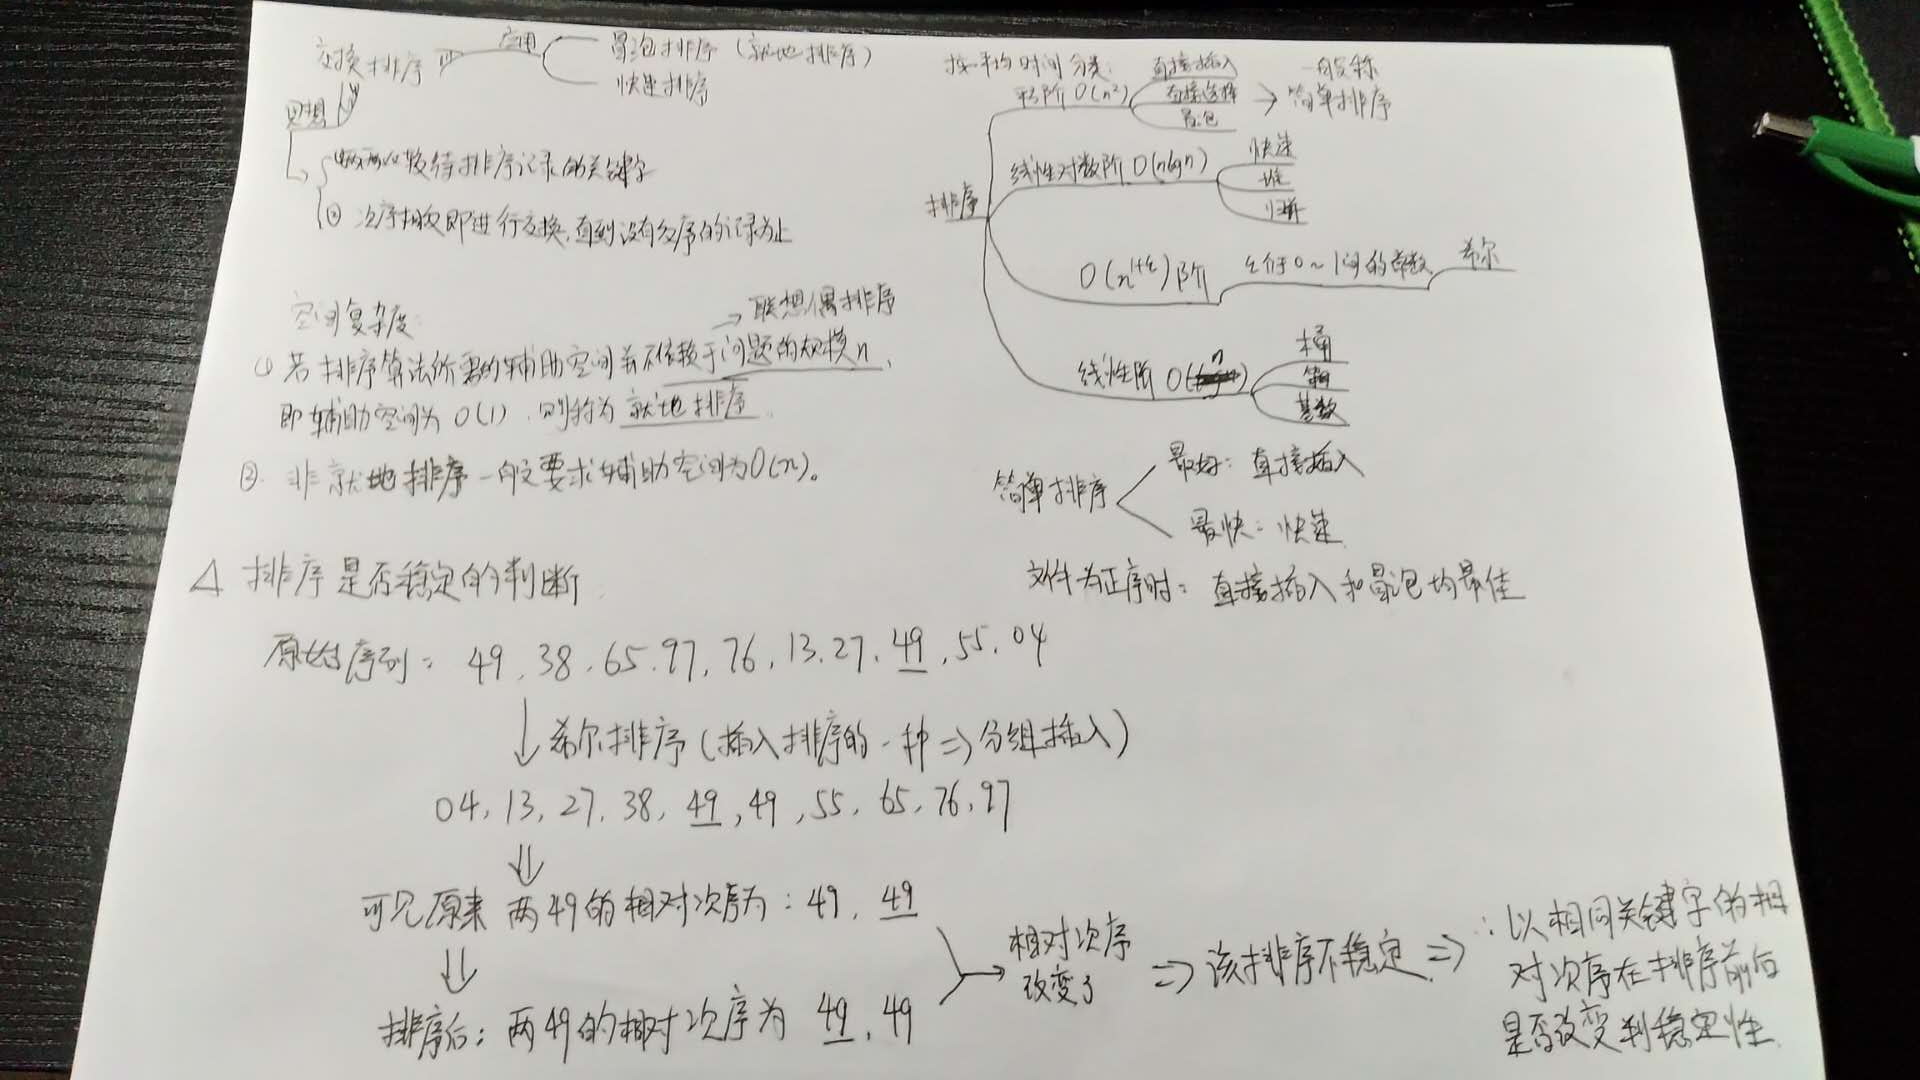 交换排序
应用
冒泡排序（就地排序）
快速排序
思想
两两比较待排序记录的关键字
② 次序相反即进行交换，直到没有反序的记录为止
空间复杂度
→ 联想偶排序
① 若排序算法所需的辅助空间并不依赖于问题的规模n，
即辅助空间为O(1)，则称为就地排序。
② 非就地排序一般要求辅助空间为O(n)。
按平均时间分类：
排序
平方阶 O(n²)
直接插入
直接选择
冒泡
→ 一般称
简单排序
线性对数阶 O(nlgn)
快速
堆
归并
O(n^1+ε)阶
ε介于0~1间的常数
希尔
线性阶 O(n)
桶
箱
基数
简单排序
最好：直接插入
最快：快速
文件为正序时：直接插入和冒泡均最佳
△ 排序是否稳定的判断
原始序列：49，38，65，97，76，13，27，49，55，04
↓ 希尔排序（插入排序的一种⇒分组插入）
04，13，27，38，49，49，55，65，76，97
⇓
可见原来两49的相对次序为：49，49
⇓
排序后：两49的相对次序为 49，49
→ 相对次序
改变了
⇒ 该排序不稳定 ⇒
∴以相同关键字的相
对次序在排序前后
是否改变判稳定性